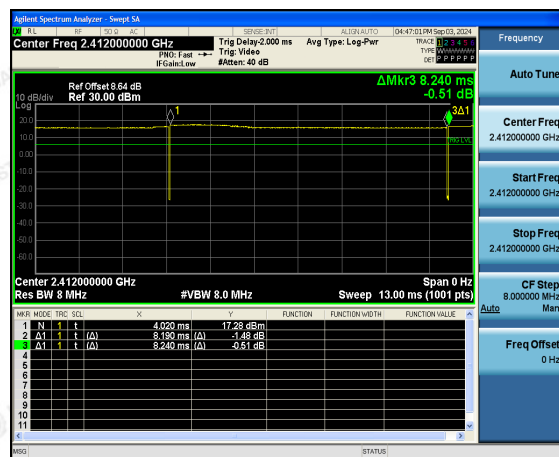 Agilent Spectrum Analyzer - Swept SA
RL RF 50 Ω AC SENSE:INT ALIGN AUTO 04:47:01 PM Sep 03, 2024
Center Freq 2.412000000 GHz
PNO: Fast
IFGain:Low
Trig Delay-2.000 ms
Trig: Video
#Atten: 40 dB
Avg Type: Log-Pwr
TRACE 1 2 3 4 5 6
TYPE
DET P P P P P P
ΔMkr3 8.240 ms
-0.51 dB
Ref Offset 8.64 dB
10 dB/div Ref 30.00 dBm
Log
1
3Δ1
20.0
10.0
0.00
TRIG LVL
-10.0
-20.0
-30.0
-40.0
-50.0
-60.0
Center 2.412000000 GHz Span 0 Hz
Res BW 8 MHz #VBW 8.0 MHz Sweep 13.00 ms (1001 pts)
MKR MODE TRC SCL X Y FUNCTION FUNCTION WIDTH FUNCTION VALUE
1 N 1 t 4.020 ms 17.28 dBm
2 Δ1 1 t (Δ) 8.190 ms (Δ) -1.48 dB
3 Δ1 1 t (Δ) 8.240 ms (Δ) -0.51 dB
4
5
6
7
8
9
10
11
MSG STATUS
Frequency
Auto Tune
Center Freq
2.412000000 GHz
Start Freq
2.412000000 GHz
Stop Freq
2.412000000 GHz
CF Step
8.000000 MHz
Auto Man
Freq Offset
0 Hz